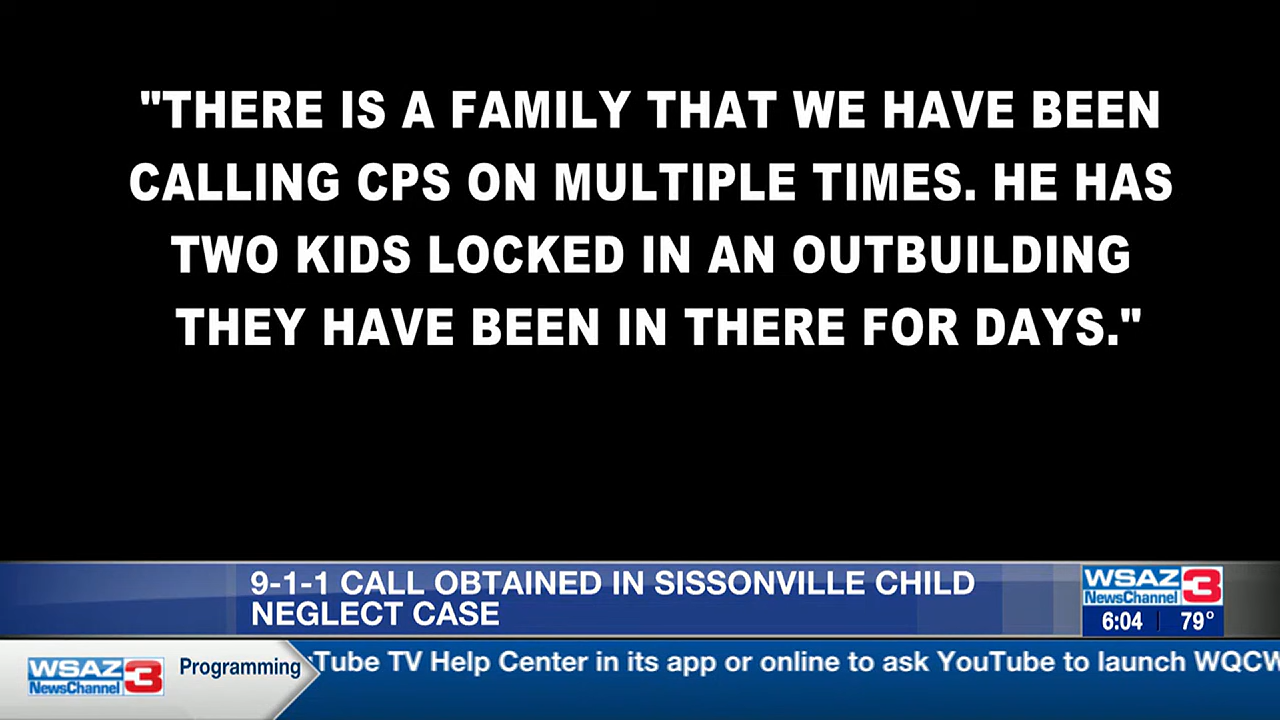 "THERE IS A FAMILY THAT WE HAVE BEEN
CALLING CPS ON MULTIPLE TIMES. HE HAS
TWO KIDS LOCKED IN AN OUTBUILDING
THEY HAVE BEEN IN THERE FOR DAYS."
9-1-1 CALL OBTAINED IN SISSONVILLE CHILD
NEGLECT CASE
WSAZ 3
NewsChannel
6:04 79°
WSAZ 3
NewsChannel
Programming
Tube TV Help Center in its app or online to ask YouTube to launch WQCW